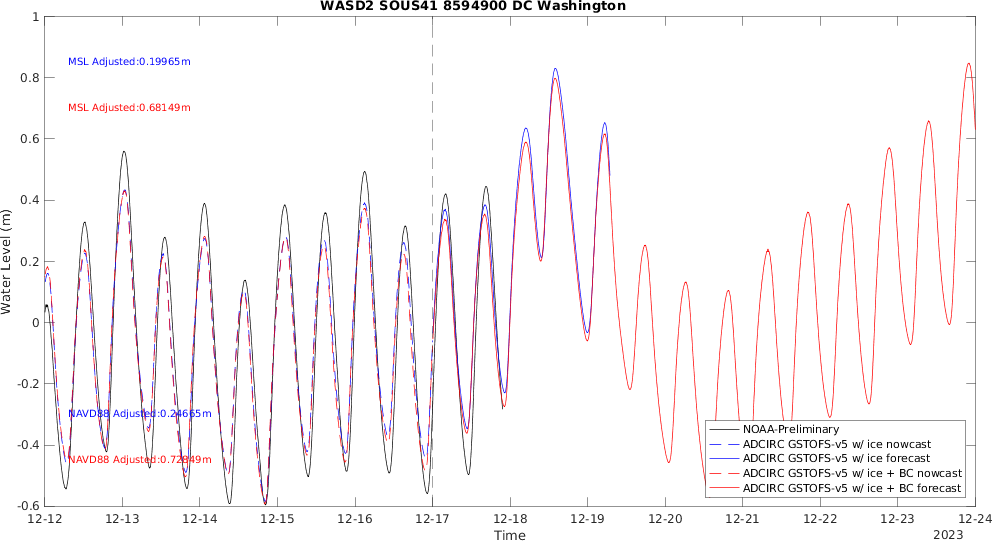 WASD2 SOUS41 8594900 DC Washington
MSL Adjusted:0.19965m
MSL Adjusted:0.68149m
NAVD88 Adjusted:0.24665m
NAVD88 Adjusted:0.72849m
Water Level (m)
1
0.8
0.6
0.4
0.2
0
-0.2
-0.4
-0.6
NOAA-Preliminary
ADCIRC GSTOFS-v5 w/ ice nowcast
ADCIRC GSTOFS-v5 w/ ice forecast
ADCIRC GSTOFS-v5 w/ ice + BC nowcast
ADCIRC GSTOFS-v5 w/ ice + BC forecast
12-12 12-13 12-14 12-15 12-16 12-17 12-18 12-19 12-20 12-21 12-22 12-23 12-24
Time
2023